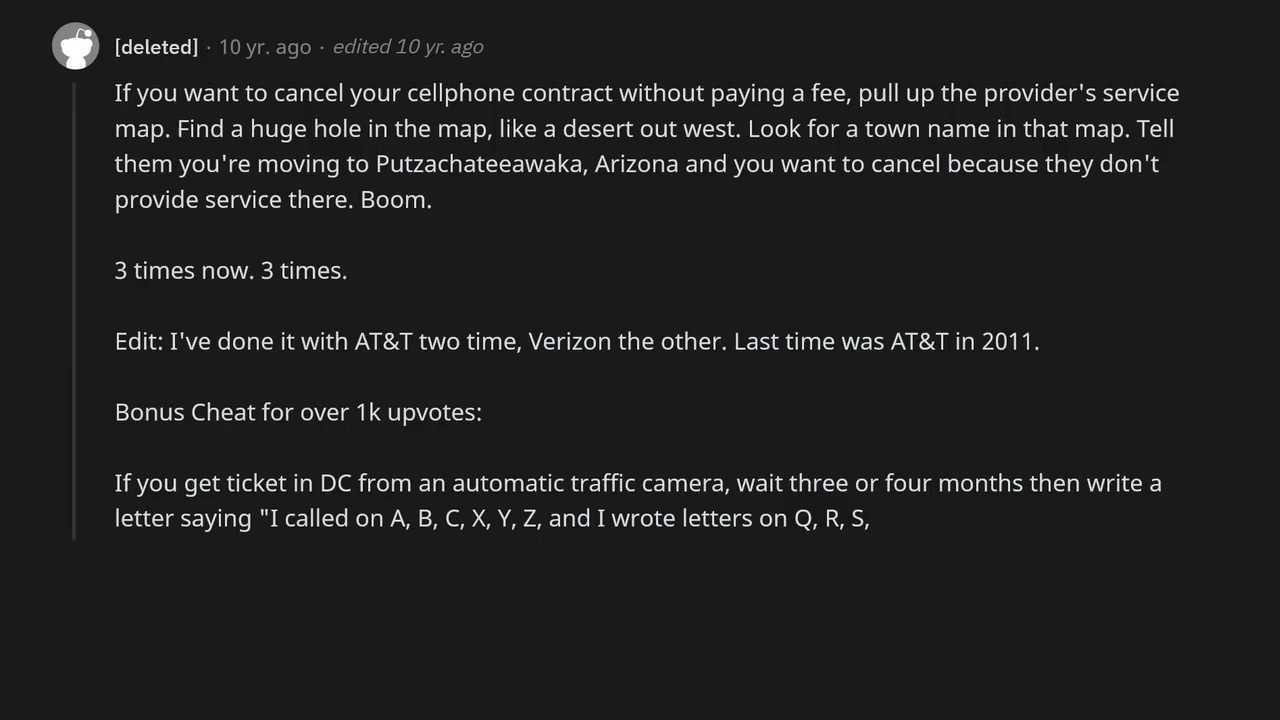 [deleted] · 10 yr. ago · edited 10 yr. ago
If you want to cancel your cellphone contract without paying a fee, pull up the provider's service
map. Find a huge hole in the map, like a desert out west. Look for a town name in that map. Tell
them you're moving to Putzachateeawaka, Arizona and you want to cancel because they don't
provide service there. Boom.
3 times now. 3 times.
Edit: I've done it with AT&T two time, Verizon the other. Last time was AT&T in 2011.
Bonus Cheat for over 1k upvotes:
If you get ticket in DC from an automatic traffic camera, wait three or four months then write a
letter saying "I called on A, B, C, X, Y, Z, and I wrote letters on Q, R, S,